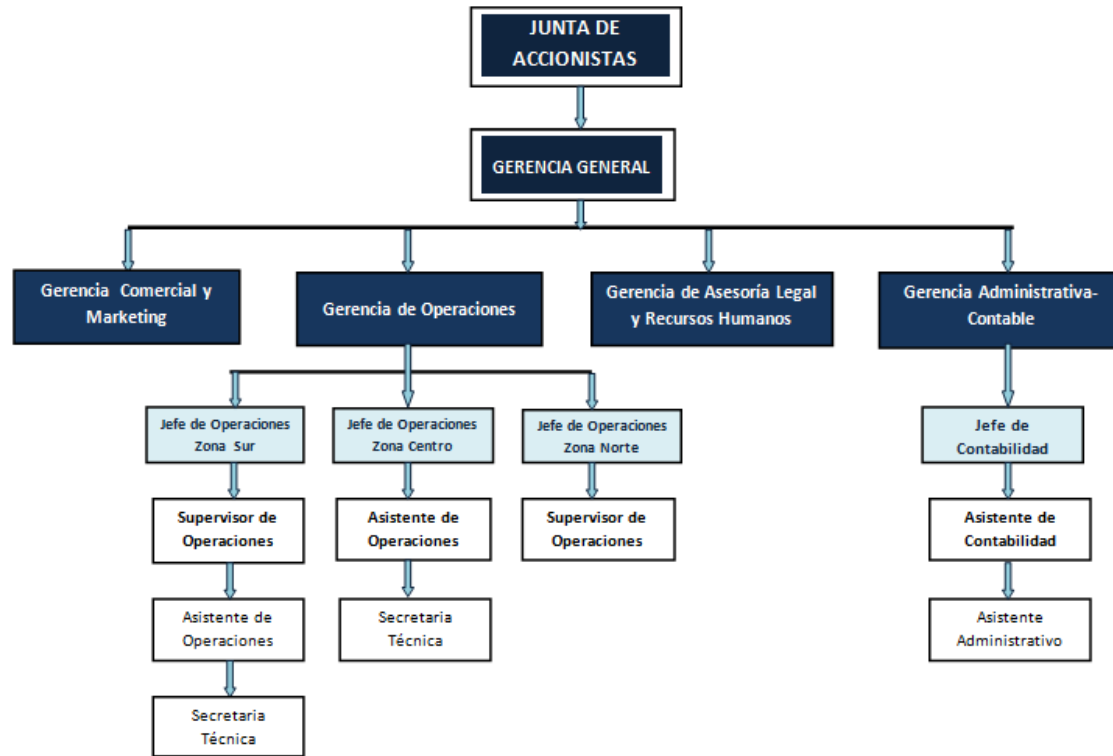 JUNTA DE
ACCIONISTAS
GERENCIA GENERAL
Gerencia Comercial y
Marketing
Gerencia de Operaciones
Gerencia de Asesoría Legal
y Recursos Humanos
Gerencia Administrativa-
Contable
Jefe de Operaciones
Zona Sur
Jefe de Operaciones
Zona Centro
Jefe de Operaciones
Zona Norte
Jefe de
Contabilidad
Supervisor de
Operaciones
Asistente de
Operaciones
Supervisor de
Operaciones
Asistente de
Contabilidad
Asistente de
Operaciones
Secretaria
Técnica
Asistente
Administrativo
Secretaria
Técnica